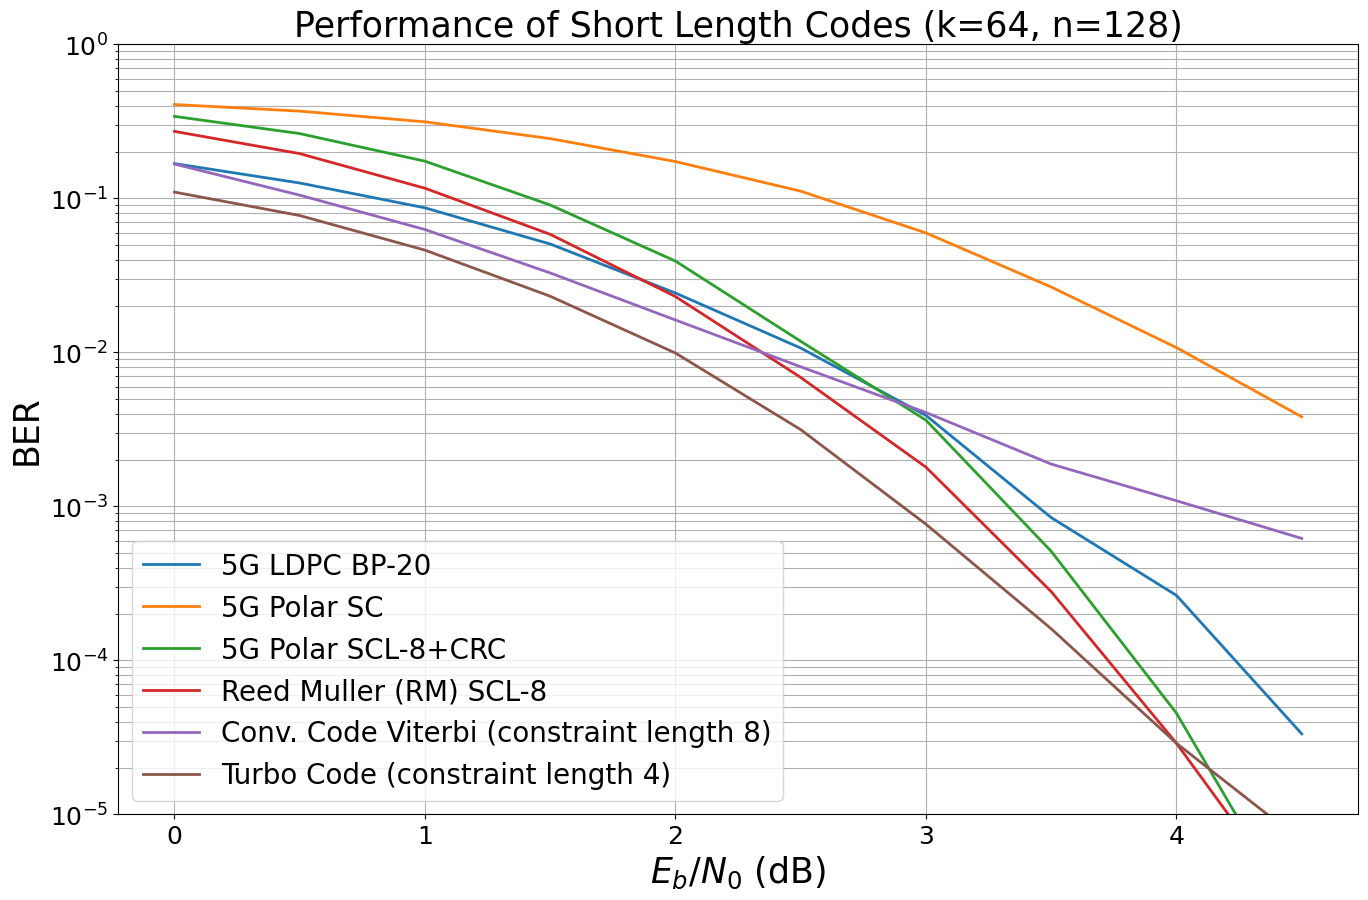 Performance of Short Length Codes (k=64, n=128)
10⁰
10⁻¹
10⁻²
10⁻³
10⁻⁴
10⁻⁵
BER
5G LDPC BP-20
5G Polar SC
5G Polar SCL-8+CRC
Reed Muller (RM) SCL-8
Conv. Code Viterbi (constraint length 8)
Turbo Code (constraint length 4)
0 1 2 3 4
E_b/N_0 (dB)